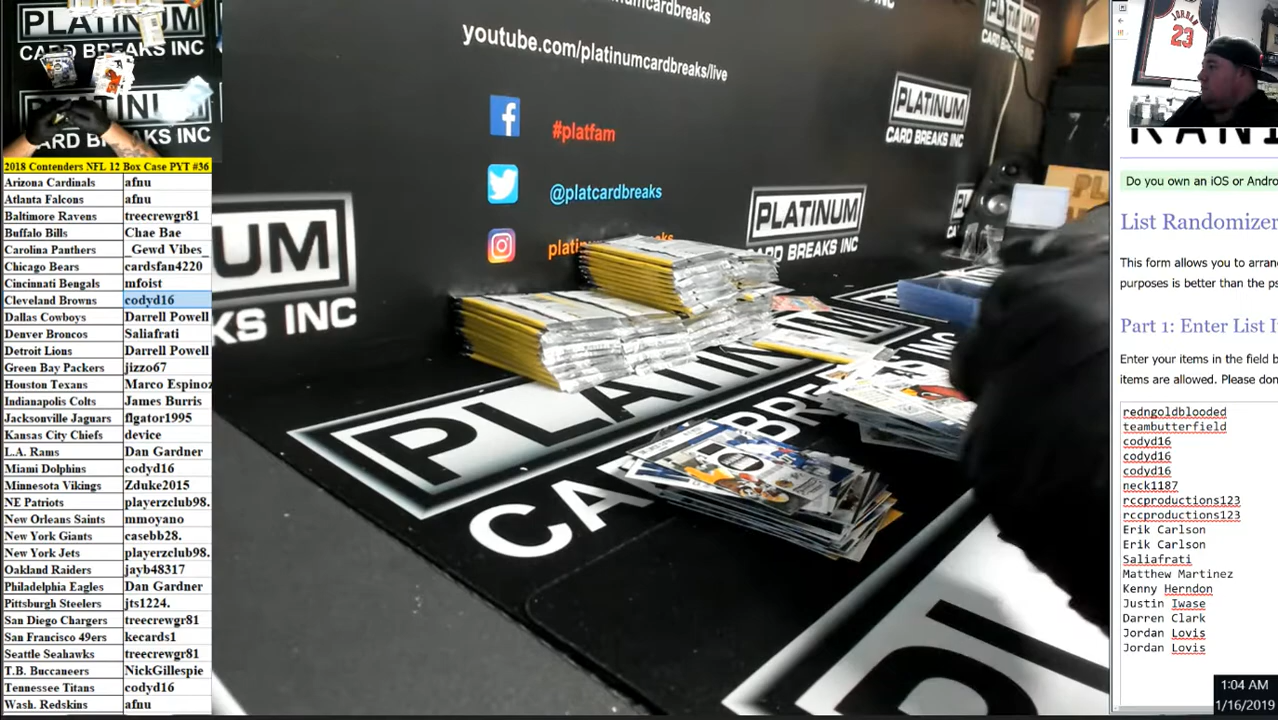 PLATINUM
CARD BREAKS INC
PLATINUM
CARD BREAKS INC
2018 Contenders NFL 12 Box Case PYT #36
Arizona Cardinals afnu
Atlanta Falcons afnu
Baltimore Ravens treecrewgr81
Buffalo Bills Chae Bae
Carolina Panthers _Gewd Vibes_
Chicago Bears cardsfan4220
Cincinnati Bengals mfoist
Cleveland Browns codyd16
Dallas Cowboys Darrell Powell
Denver Broncos Saliafrati
Detroit Lions Darrell Powell
Green Bay Packers jizzo67
Houston Texans Marco Espinoz
Indianapolis Colts James Burris
Jacksonville Jaguars flgator1995
Kansas City Chiefs device
L.A. Rams Dan Gardner
Miami Dolphins codyd16
Minnesota Vikings Zduke2015
NE Patriots playerzclub98.
New Orleans Saints mmoyano
New York Giants casebb28.
New York Jets playerzclub98.
Oakland Raiders jayb48317
Philadelphia Eagles Dan Gardner
Pittsburgh Steelers jts1224.
San Diego Chargers treecrewgr81
San Francisco 49ers kecards1
Seattle Seahawks treecrewgr81
T.B. Buccaneers NickGillespie
Tennessee Titans codyd16
Wash. Redskins afnu
umcardbreaks
youtube.com/platinumcardbreaks/live
#platfam
@platcardbreaks
platin
PLATINUM
CARD BREAKS INC
PLATINUM
CARD BREAKS INC
UM
KS INC
PLATINUM
CARD BRE
JORDAN
23
Do you own an iOS or Andro
List Randomizer
This form allows you to arran
purposes is better than the ps
Part 1: Enter List I
Enter your items in the field b
items are allowed. Please don
redngoldblooded
teambutterfield
codyd16
codyd16
codyd16
neck1187
rccproductions123
rccproductions123
Erik Carlson
Erik Carlson
Saliafrati
Matthew Martinez
Kenny Herndon
Justin Iwase
Darren Clark
Jordan Lovis
Jordan Lovis
1:04 AM
1/16/2019